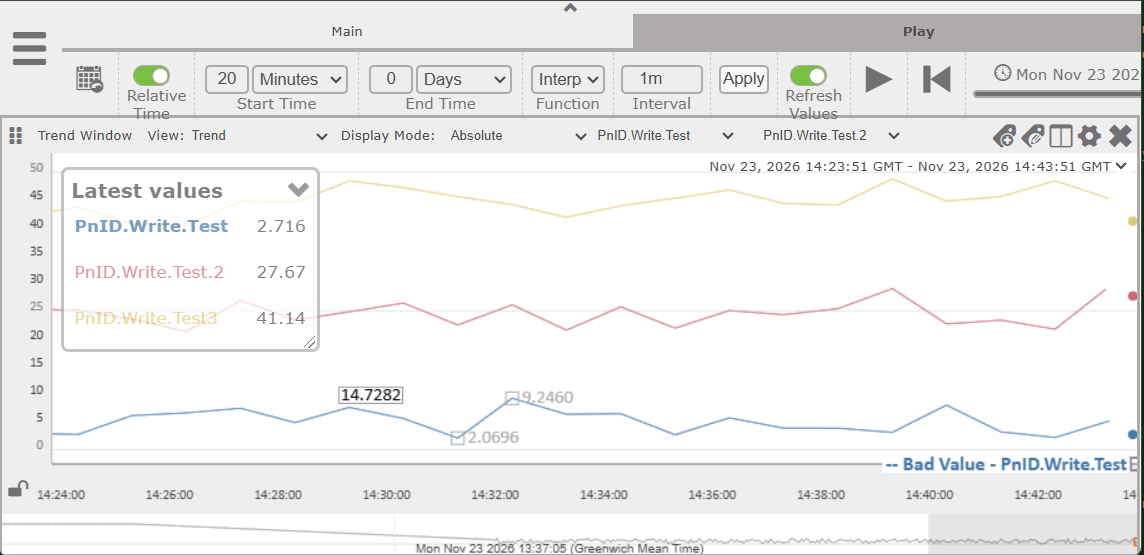 Main
Play
Relative Time
20 Minutes
Start Time
0 Days
End Time
Interp
Function
1m
Interval
Apply
Refresh Values
Mon Nov 23 202
Trend Window View: Trend Display Mode: Absolute PnID.Write.Test PnID.Write.Test.2
Nov 23, 2026 14:23:51 GMT - Nov 23, 2026 14:43:51 GMT
Latest values
PnID.Write.Test 2.716
PnID.Write.Test.2 27.67
PnID.Write.Test3 41.14
50
45
40
35
30
25
20
15
10
5
0
14.7282
9.2460
2.0696
-- Bad Value - PnID.Write.Test
14:24:00 14:26:00 14:28:00 14:30:00 14:32:00 14:34:00 14:36:00 14:38:00 14:40:00 14:42:00
Mon Nov 23 2026 13:37:05 (Greenwich Mean Time)